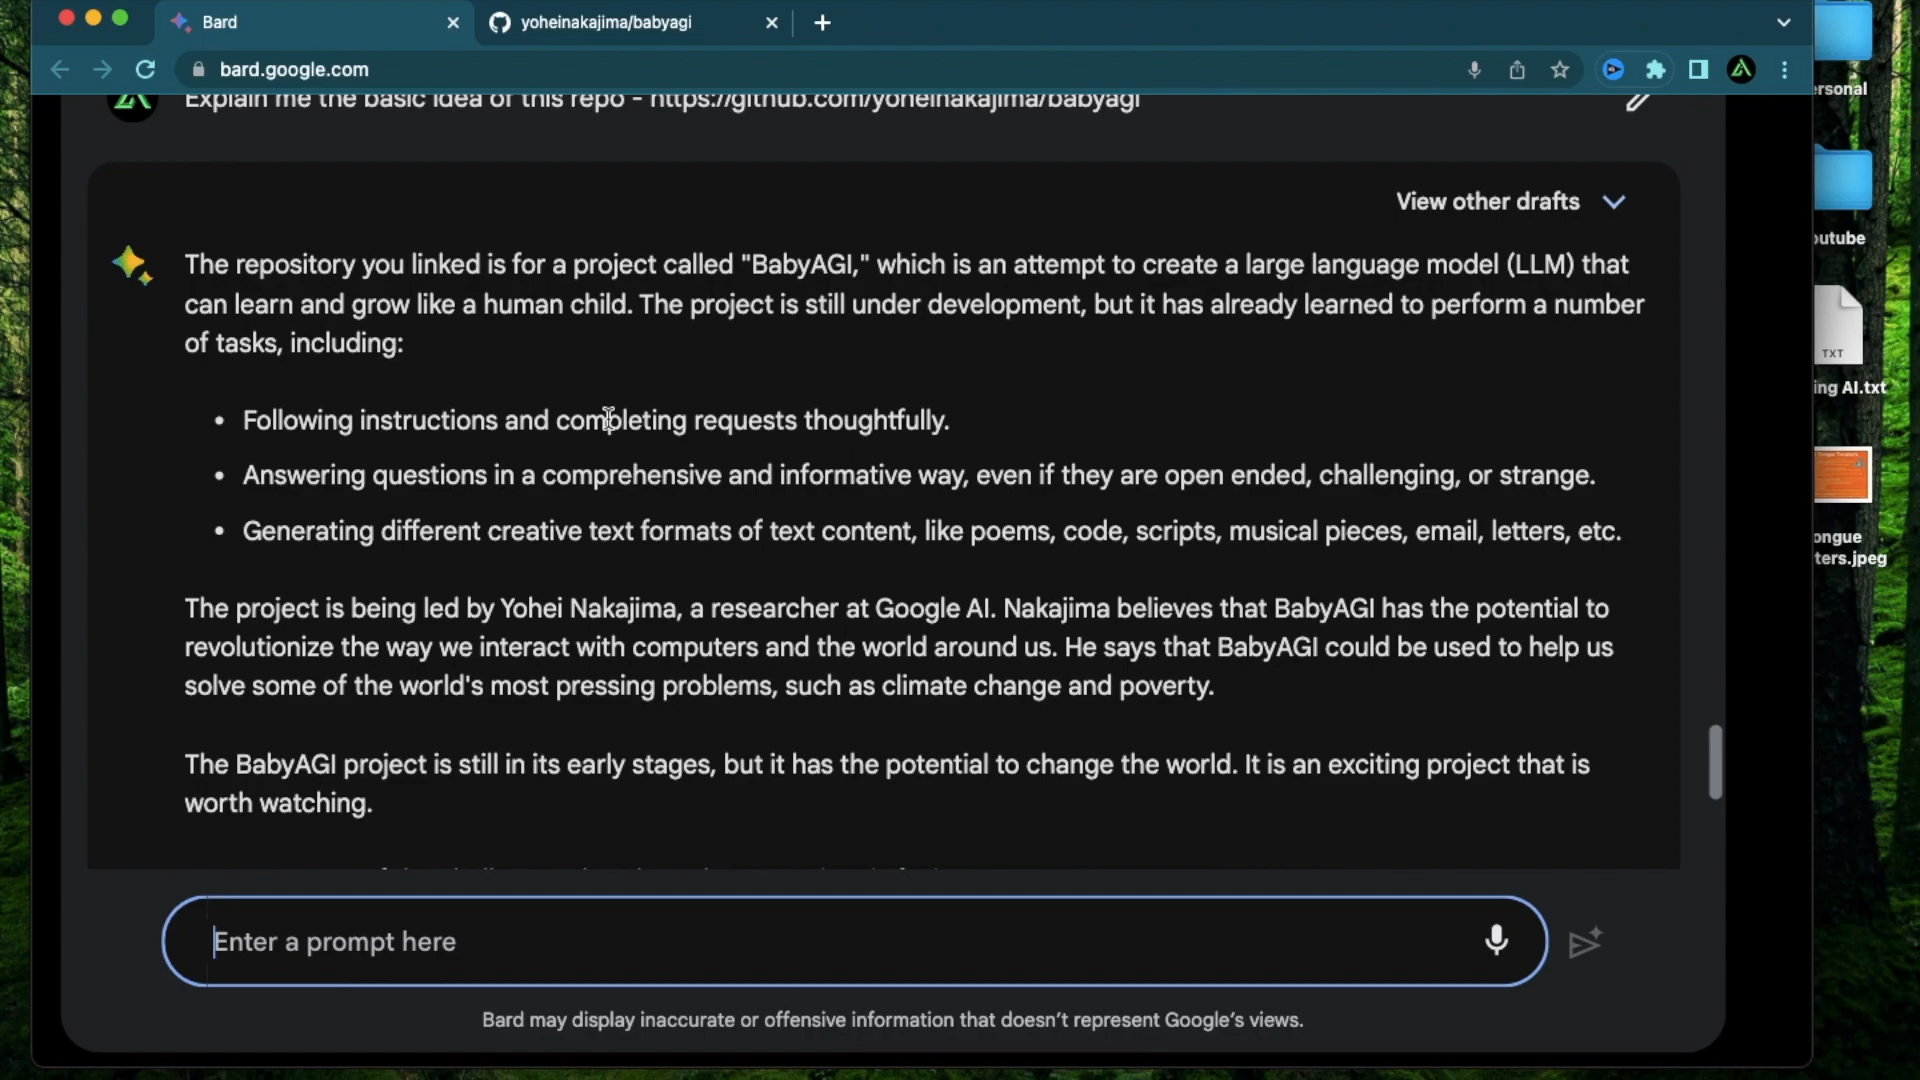 Bard
yoheinakajima/babyagi
bard.google.com
ersonal
Explain me the basic idea of this repo - https://github.com/yoheinakajima/babyagi
View other drafts
outube
The repository you linked is for a project called "BabyAGI," which is an attempt to create a large language model (LLM) that
can learn and grow like a human child. The project is still under development, but it has already learned to perform a number
of tasks, including:
TXT
ing AI.txt
• Following instructions and completing requests thoughtfully.
• Answering questions in a comprehensive and informative way, even if they are open ended, challenging, or strange.
• Generating different creative text formats of text content, like poems, code, scripts, musical pieces, email, letters, etc.
ongue
ters.jpeg
The project is being led by Yohei Nakajima, a researcher at Google AI. Nakajima believes that BabyAGI has the potential to
revolutionize the way we interact with computers and the world around us. He says that BabyAGI could be used to help us
solve some of the world's most pressing problems, such as climate change and poverty.
The BabyAGI project is still in its early stages, but it has the potential to change the world. It is an exciting project that is
worth watching.
Enter a prompt here
Bard may display inaccurate or offensive information that doesn't represent Google's views.